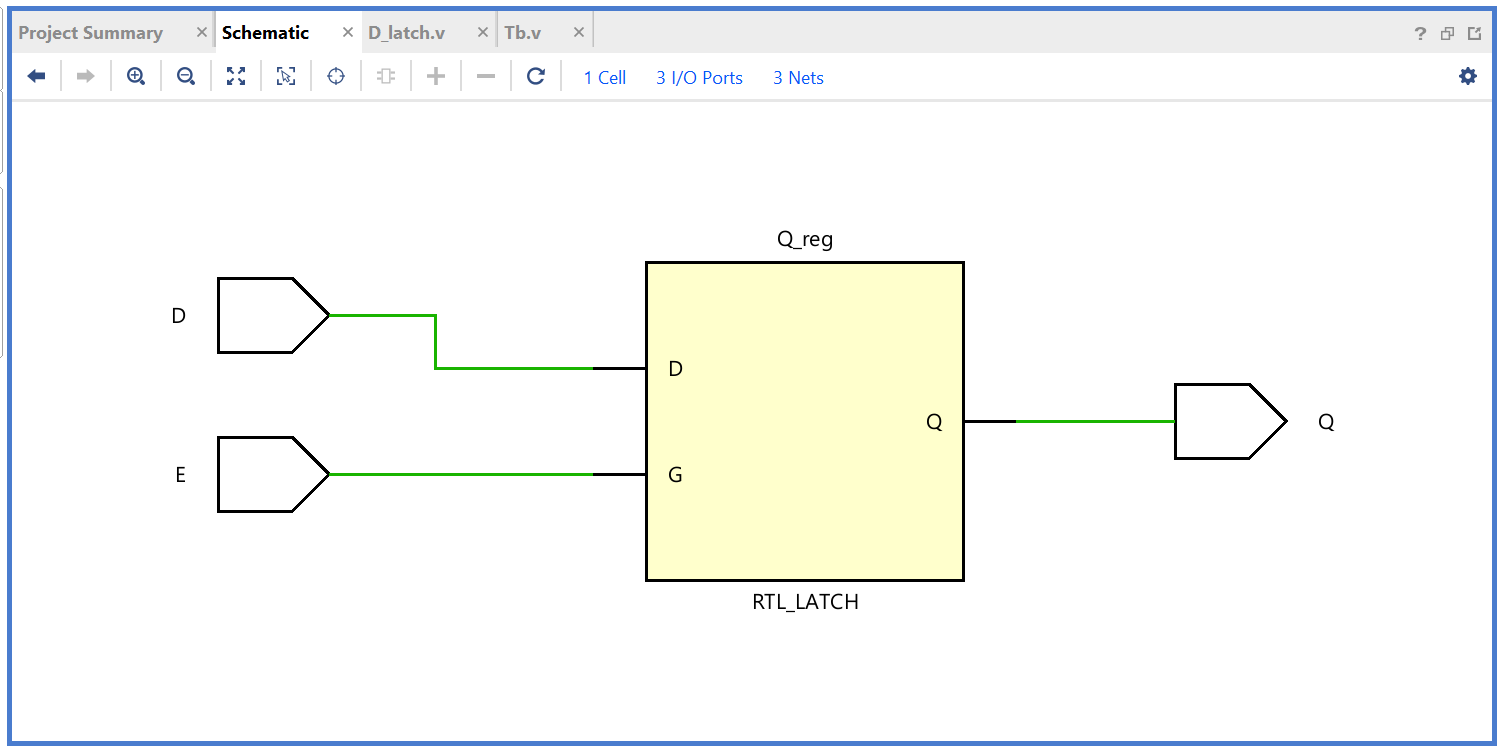 Project Summary × Schematic × D_latch.v × Tb.v × ?
1 Cell 3 I/O Ports 3 Nets
Q_reg
D
D
Q
Q
E
G
RTL_LATCH